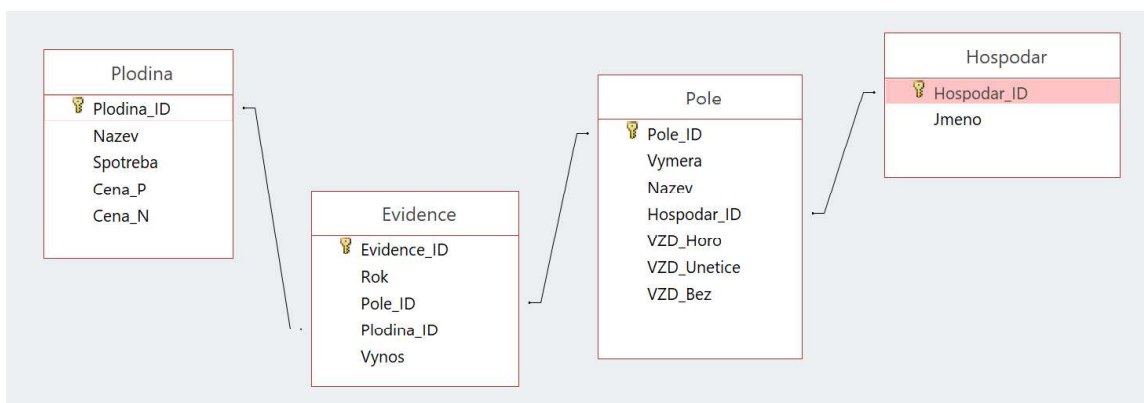 Plodina
Plodina_ID
Nazev
Spotreba
Cena_P
Cena_N
Evidence
Evidence_ID
Rok
Pole_ID
Plodina_ID
Vynos
Pole
Pole_ID
Vymera
Nazev
Hospodar_ID
VZD_Horo
VZD_Unetice
VZD_Bez
Hospodar
Hospodar_ID
Jmeno